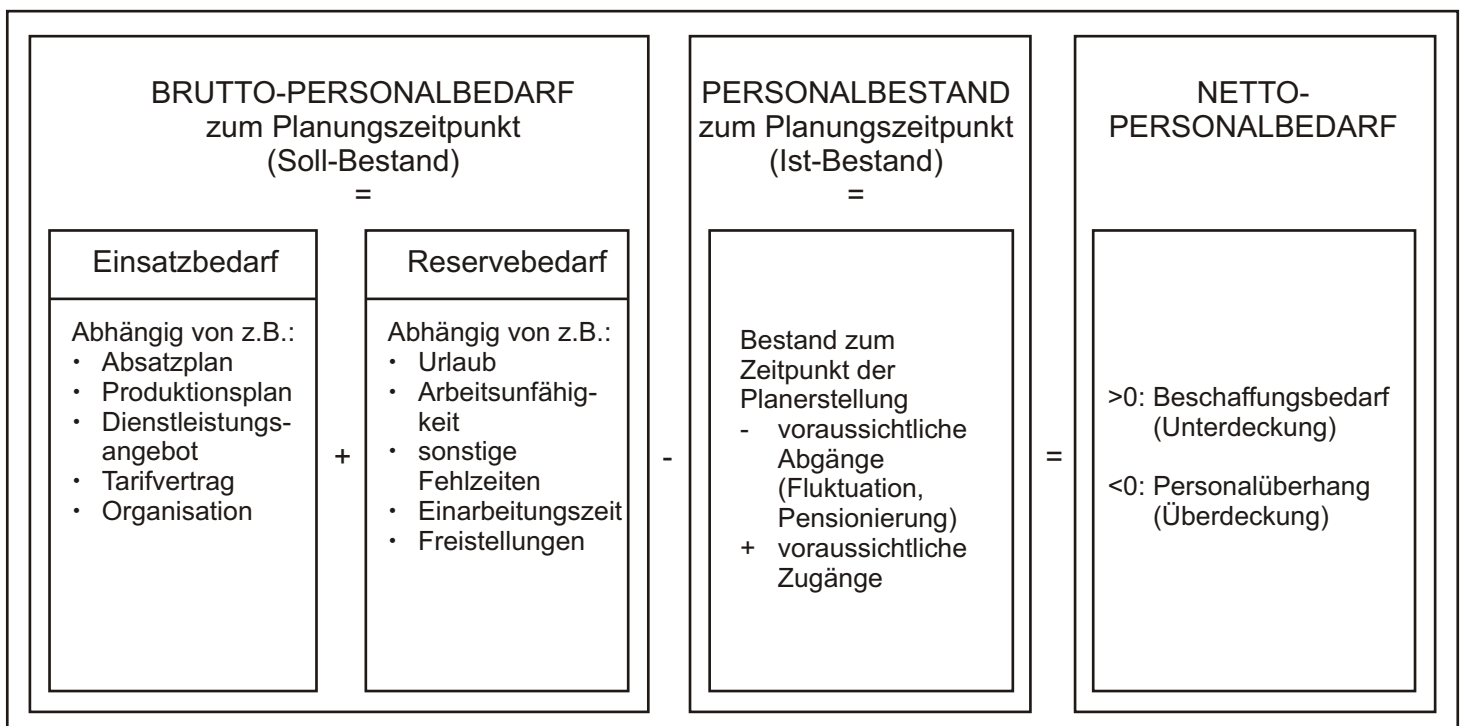 BRUTTO-PERSONALBEDARF
zum Planungszeitpunkt
(Soll-Bestand)
=
Einsatzbedarf
Abhängig von z.B.:
· Absatzplan
· Produktionsplan
· Dienstleistungs-
angebot
· Tarifvertrag
· Organisation
+
Reservebedarf
Abhängig von z.B.:
· Urlaub
· Arbeitsunfähig-
keit
· sonstige
Fehlzeiten
· Einarbeitungszeit
· Freistellungen
-
PERSONALBESTAND
zum Planungszeitpunkt
(Ist-Bestand)
=
Bestand zum
Zeitpunkt der
Planerstellung
- voraussichtliche
Abgänge
(Fluktuation,
Pensionierung)
+ voraussichtliche
Zugänge
=
NETTO-
PERSONALBEDARF
>0: Beschaffungsbedarf
(Unterdeckung)
<0: Personalüberhang
(Überdeckung)